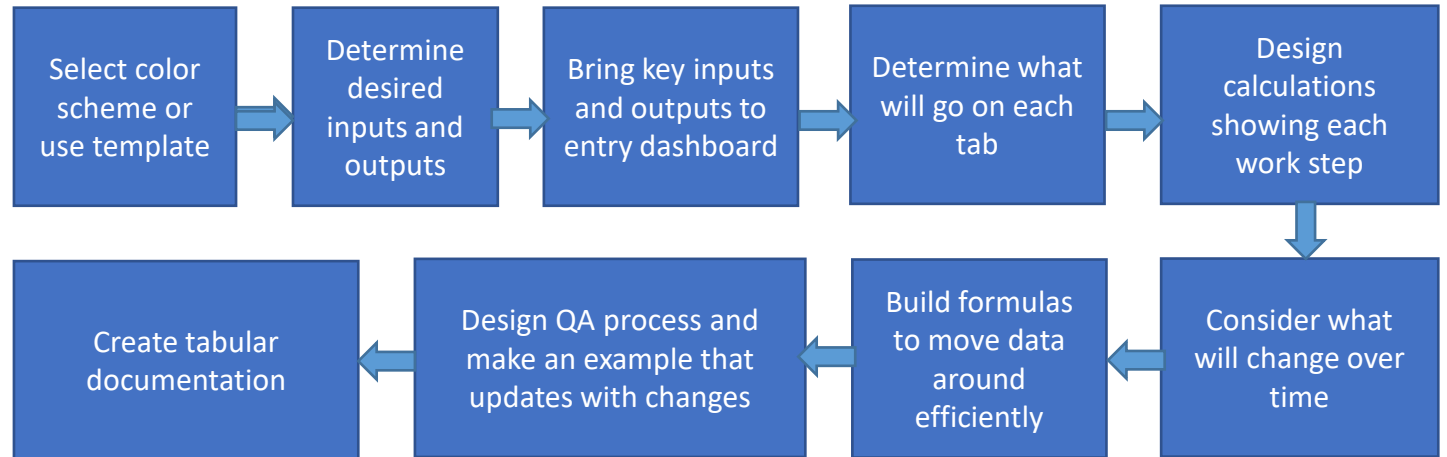 Select color
scheme or
use template
Determine
desired
inputs and
outputs
Bring key inputs
and outputs to
entry dashboard
Determine what
will go on each
tab
Design
calculations
showing each
work step
Consider what
will change over
time
Build formulas
to move data
around
efficiently
Design QA process and
make an example that
updates with changes
Create tabular
documentation